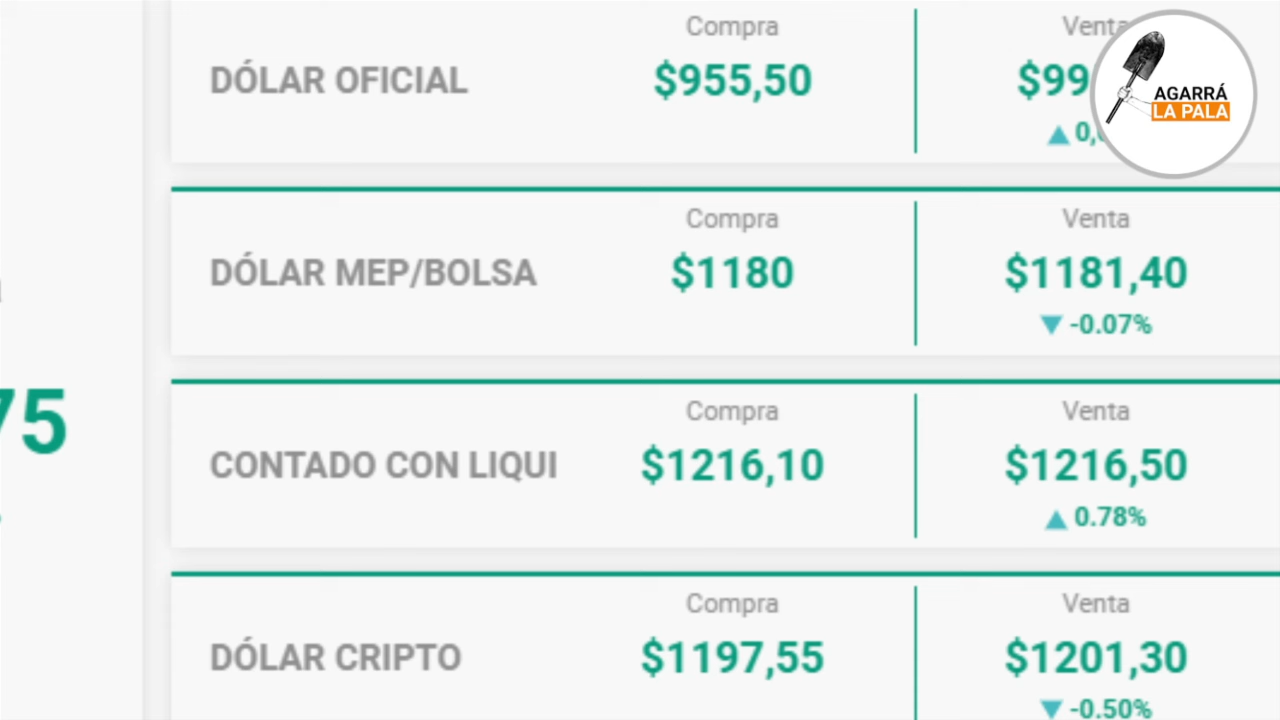 Compra Venta
DÓLAR OFICIAL $955,50
AGARRÁ
LA PALA
Compra Venta
DÓLAR MEP/BOLSA $1180 $1181,40
▼ -0.07%
Compra Venta
CONTADO CON LIQUI $1216,10 $1216,50
▲ 0.78%
75
Compra Venta
DÓLAR CRIPTO $1197,55 $1201,30
▼ -0.50%